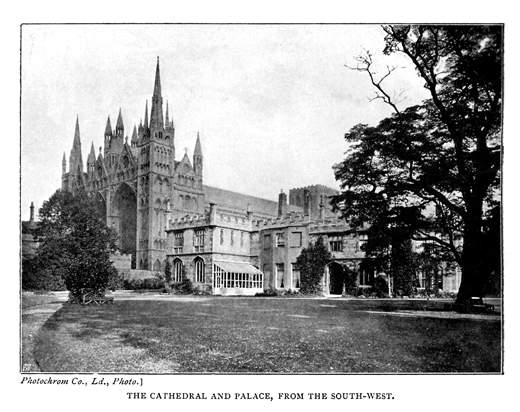 Photochrom Co., Ld., Photo.]
THE CATHEDRAL AND PALACE, FROM THE SOUTH-WEST.